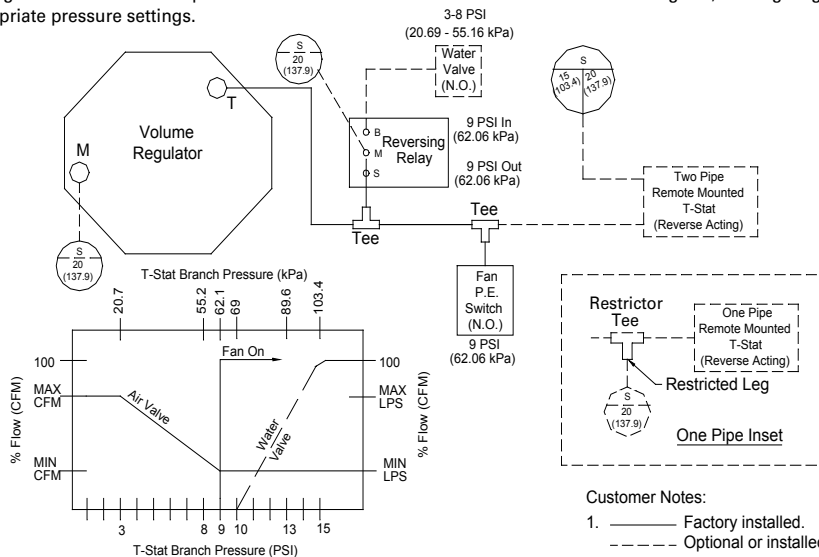 priate pressure settings.
3-8 PSI
(20.69 - 55.16 kPa)
S
20
(137.9)
Water
Valve
(N.O.)
S
15
(103.4)
20
(137.9)
T
Volume
Regulator
M
B
M
S
Reversing
Relay
9 PSI In
(62.06 kPa)
9 PSI Out
(62.06 kPa)
Two Pipe
Remote Mounted
T-Stat
(Reverse Acting)
Tee
Tee
S
20
(137.9)
Fan
P.E.
Switch
(N.O.)
9 PSI
(62.06 kPa)
T-Stat Branch Pressure (kPa)
20.7
55.2
62.1
69
89.6
103.4
Fan On
100
MAX
CFM
MIN
CFM
% Flow (CFM)
Air Valve
Water
Valve
100
MAX
LPS
MIN
LPS
% Flow (CFM)
3
8
9
10
13
15
T-Stat Branch Pressure (PSI)
Restrictor
Tee
One Pipe
Remote Mounted
T-Stat
(Reverse Acting)
Restricted Leg
S
20
(137.9)
One Pipe Inset
Customer Notes:
1. Factory installed.
Optional or installed